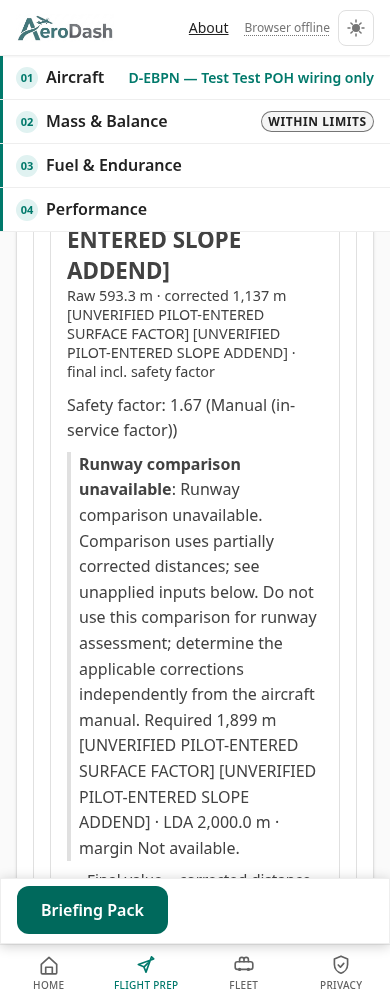 AeroDash
About
Browser offline
01 Aircraft D-EBPN — Test Test POH wiring only
02 Mass & Balance WITHIN LIMITS
03 Fuel & Endurance
04 Performance
ENTERED SLOPE
ADDEND]
Raw 593.3 m · corrected 1,137 m
[UNVERIFIED PILOT-ENTERED
SURFACE FACTOR] [UNVERIFIED
PILOT-ENTERED SLOPE ADDEND] ·
final incl. safety factor
Safety factor: 1.67 (Manual (in-
service factor))
Runway comparison
unavailable: Runway
comparison unavailable.
Comparison uses partially
corrected distances; see
unapplied inputs below. Do not
use this comparison for runway
assessment; determine the
applicable corrections
independently from the aircraft
manual. Required 1,899 m
[UNVERIFIED PILOT-ENTERED
SURFACE FACTOR] [UNVERIFIED
PILOT-ENTERED SLOPE
ADDEND] · LDA 2,000.0 m ·
margin Not available.
Briefing Pack
HOME
FLIGHT PREP
FLEET
PRIVACY